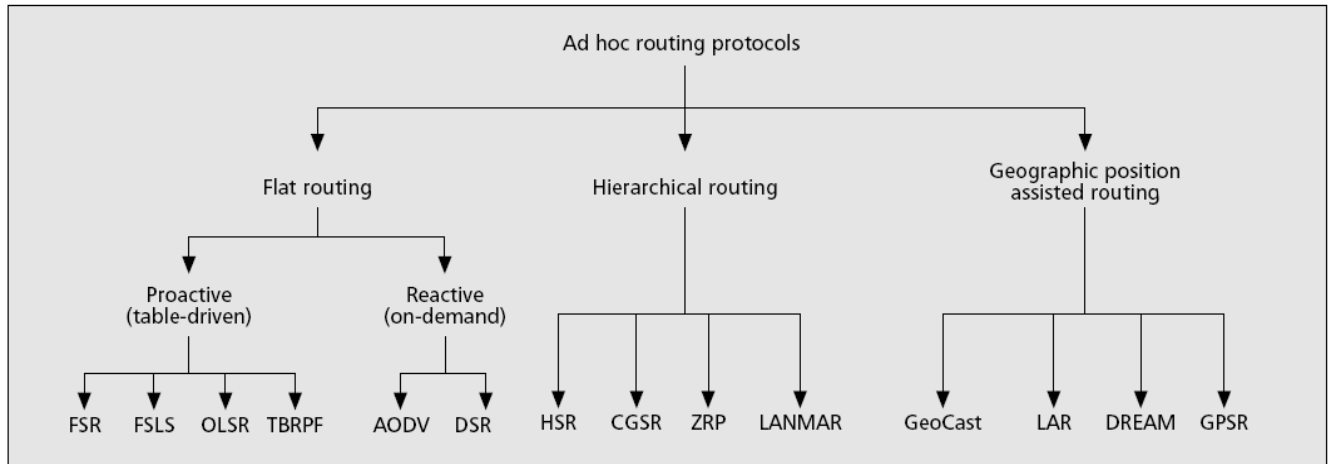 Ad hoc routing protocols
Flat routing
Hierarchical routing
Geographic position
assisted routing
Proactive
(table-driven)
Reactive
(on-demand)
FSR
FSLS
OLSR
TBRPF
AODV
DSR
HSR
CGSR
ZRP
LANMAR
GeoCast
LAR
DREAM
GPSR